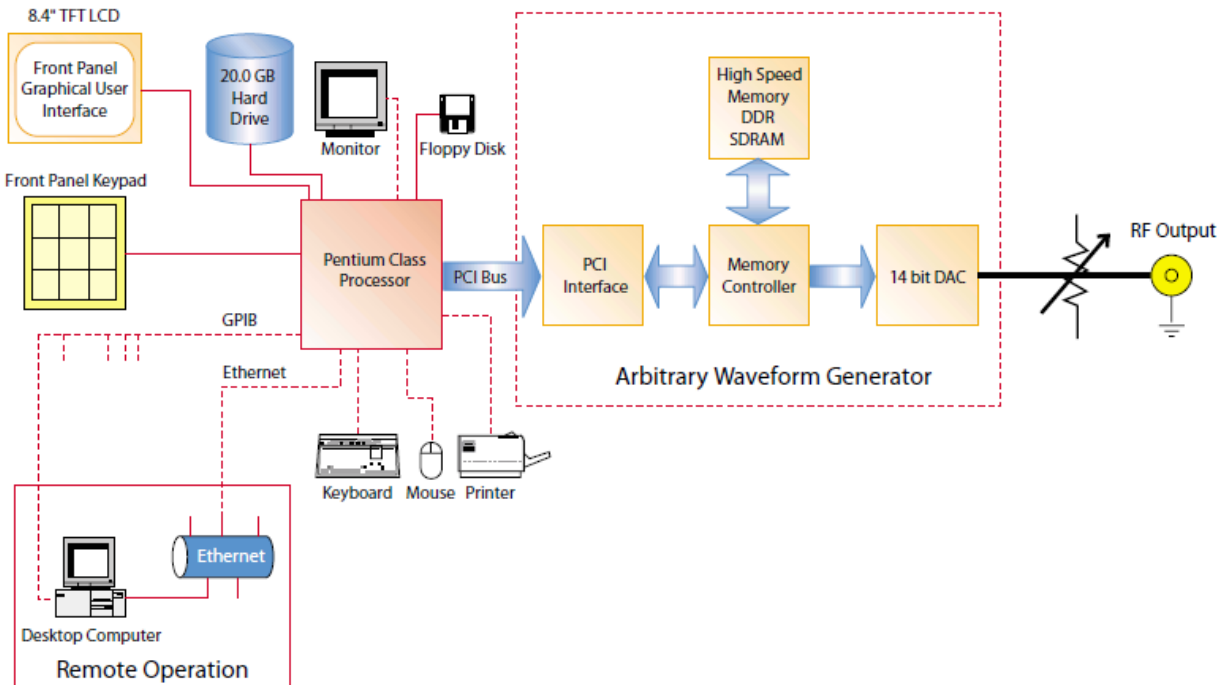 8.4" TFT LCD
Front Panel
Graphical User
Interface
20.0 GB
Hard
Drive
Monitor
Floppy Disk
High Speed
Memory
DDR
SDRAM
Front Panel Keypad
Pentium Class
Processor
PCI Bus
PCI
Interface
Memory
Controller
14 bit DAC
RF Output
GPIB
Ethernet
Arbitrary Waveform Generator
Keyboard
Mouse
Printer
Ethernet
Desktop Computer
Remote Operation